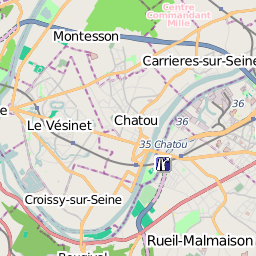 Centre
Commandant
Mille
Montesson
Carrieres-sur-Seine
36
Chatou
36
Le Vésinet
35 Chatou
Croissy-sur-Seine
Rueil-Malmaison